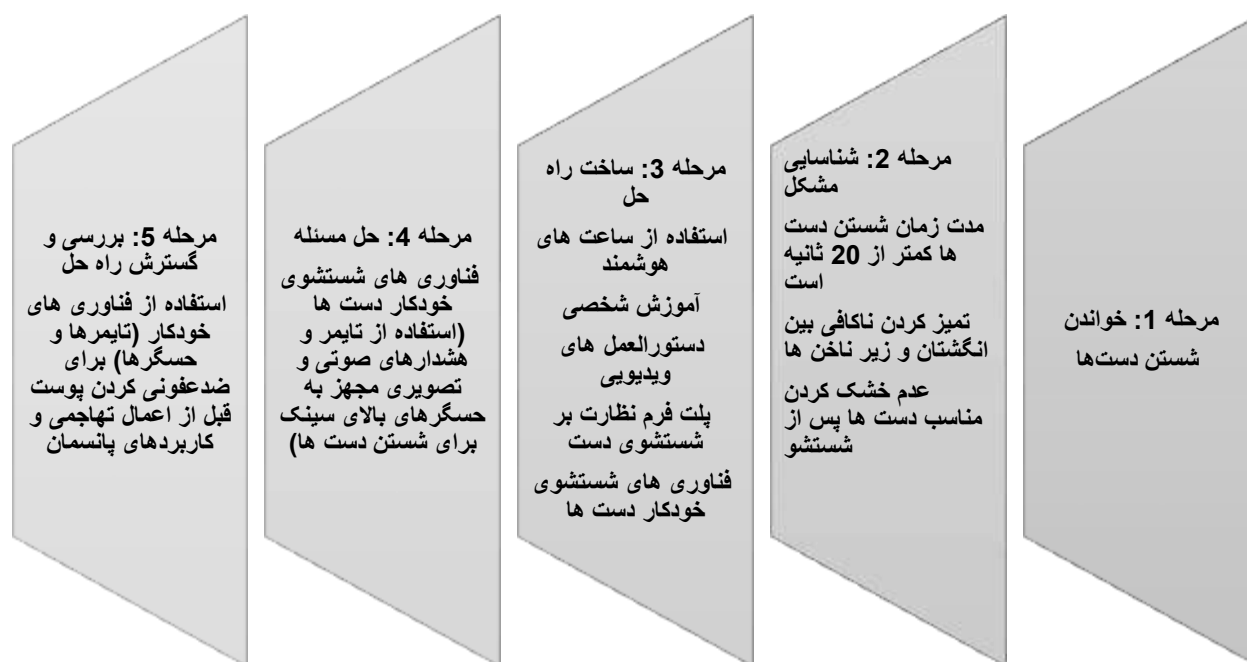 مرحله 1: خواندن
شستن دست‌ها
مرحله 2: شناسایی
مشکل
مدت زمان شستن دست
ها کمتر از 20 ثانیه
است
تمیز کردن ناکافی بین
انگشتان و زیر ناخن ها
عدم خشک کردن
مناسب دست ها پس از
شستشو
مرحله 3: ساخت راه
حل
استفاده از ساعت های
هوشمند
آموزش شخصی
دستورالعمل های
ویدیویی
پلت فرم نظارت بر
شستشوی دست
فناوری های شستشوی
خودکار دست ها
مرحله 4: حل مسئله
فناوری های شستشوی
خودکار دست ها
(استفاده از تایمر و
هشدارهای صوتی و
تصویری مجهز به
حسگرهای بالای سینک
برای شستن دست ها)
مرحله 5: بررسی و
گسترش راه حل
استفاده از فناوری های
خودکار (تایمرها و
حسگرها) برای
ضدعفونی کردن پوست
قبل از اعمال تهاجمی و
کاربردهای پانسمان